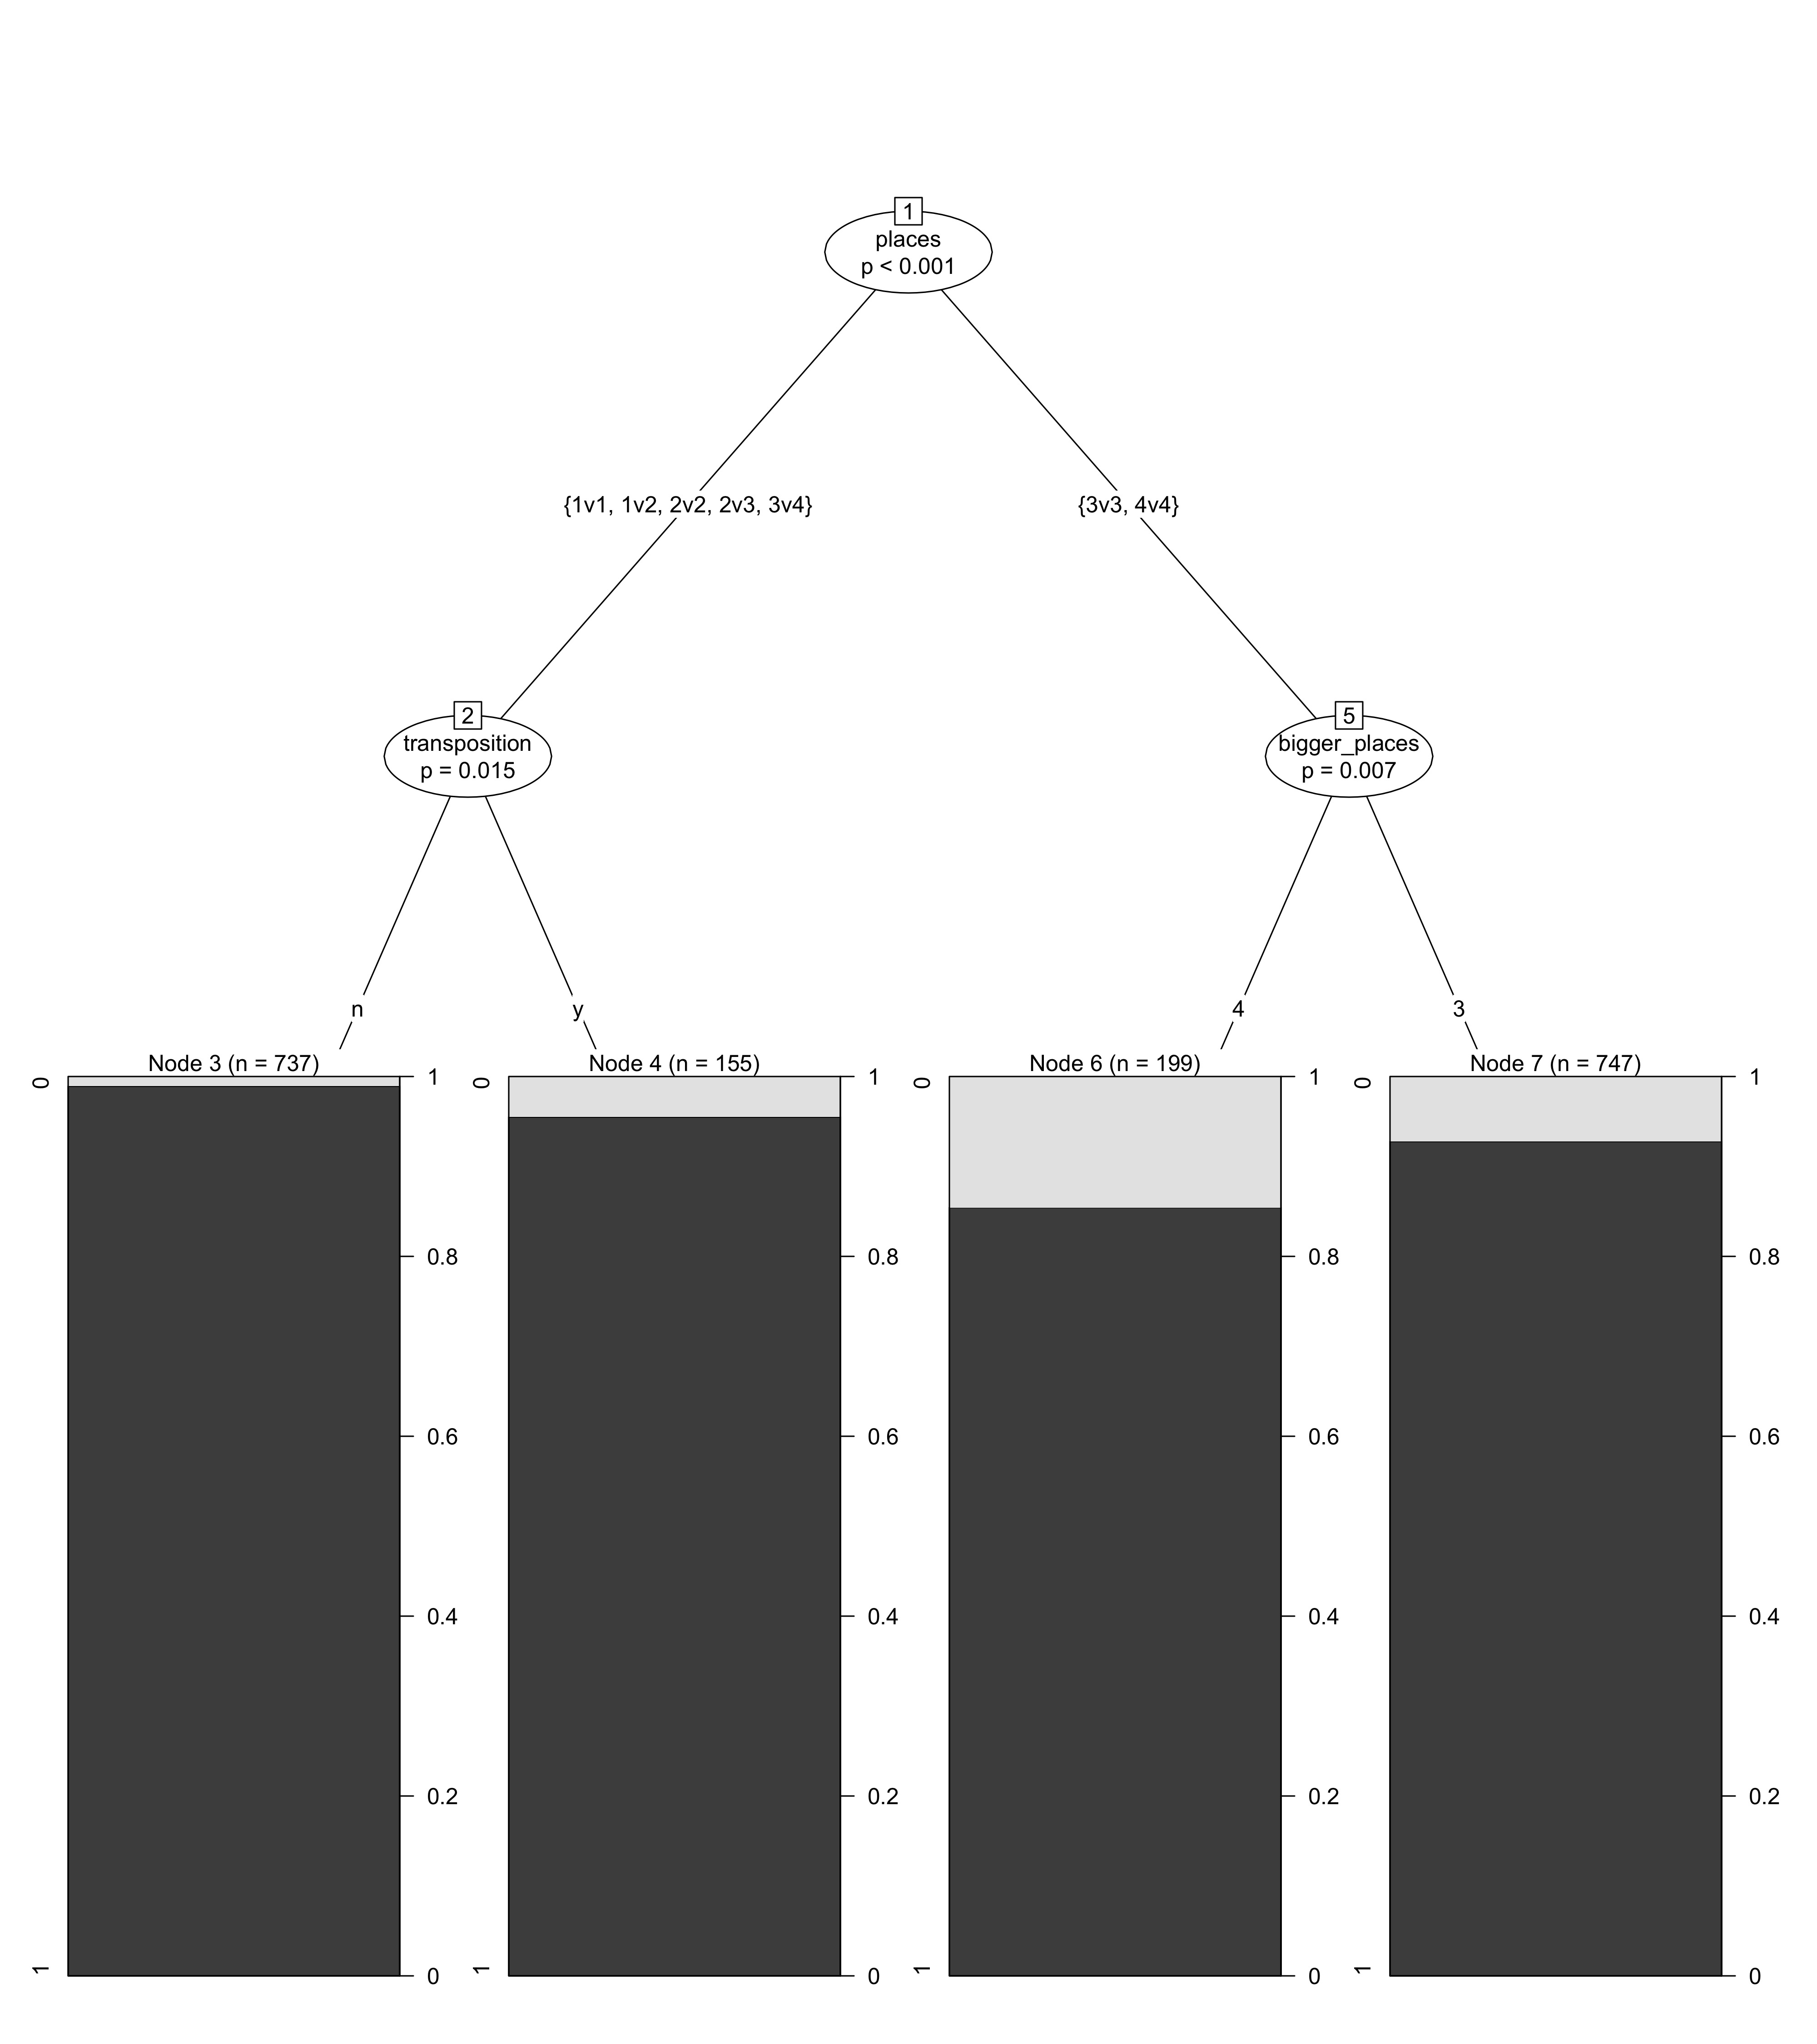 1
places
p < 0.001
{1v1, 1v2, 2v2, 2v3, 3v4}
{3v3, 4v4}
2
transposition
p = 0.015
5
bigger_places
p = 0.007
n
y
4
3
Node 3 (n = 737)
0
1
1
0.8
0.6
0.4
0.2
0
Node 4 (n = 155)
0
1
1
0.8
0.6
0.4
0.2
0
Node 6 (n = 199)
0
1
1
0.8
0.6
0.4
0.2
0
Node 7 (n = 747)
0
1
1
0.8
0.6
0.4
0.2
0